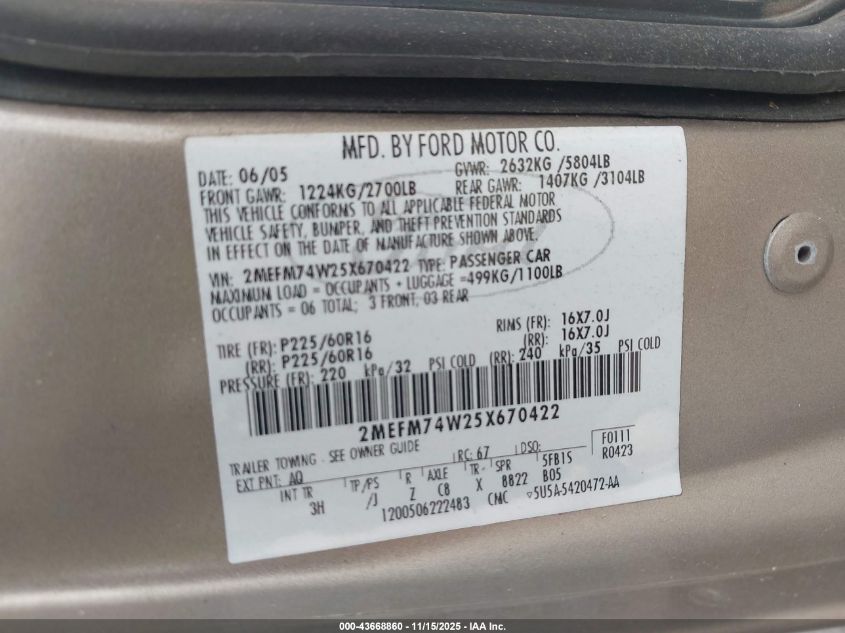 MFD. BY FORD MOTOR CO.
DATE: 06/05 GVWR: 2632KG /5804LB
FRONT GAWR: 1224KG/2700LB REAR GAWR: 1407KG /3104LB
THIS VEHICLE CONFORMS TO ALL APPLICABLE FEDERAL MOTOR
VEHICLE SAFETY, BUMPER, AND THEFT PREVENTION STANDARDS
IN EFFECT ON THE DATE OF MANUFACTURE SHOWN ABOVE.
VIN: 2MEFM74W25X670422 TYPE: PASSENGER CAR
MAXIMUM LOAD = OCCUPANTS + LUGGAGE =499KG/1100LB
OCCUPANTS = 06 TOTAL; 3 FRONT, 03 REAR
TIRE (FR): P225/60R16 RIMS (FR): 16X7.0J
(RR): P225/60R16 (RR): 16X7.0J
PRESSURE (FR): 220 kPa/32 PSI COLD (RR): 240 kPa/35 PSI COLD
2MEFM74W25X670422
TRAILER TOWING - SEE OWNER GUIDE RC: 67 DSO: F0111
EXT PNT: AQ 5FB1S R0423
INT TR TP/PS R AXLE TR SPR B05
3H /J Z C8 X 8822
1200506222483 CMC ▽5U5A-5420472-AA
000-43668860 - 11/15/2025 - IAA Inc.